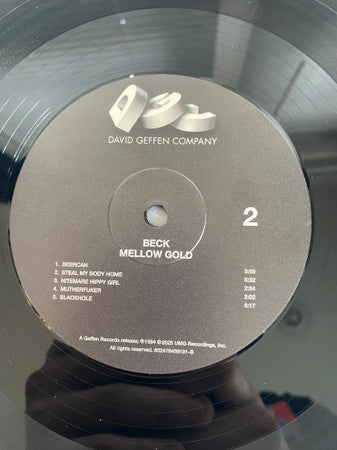 DGC
DAVID GEFFEN COMPANY
BECK
MELLOW GOLD
2
1. BEERCAN 3:59
2. STEAL MY BODY HOME 5:32
3. NITEMARE HIPPY GIRL 2:54
4. MUTHERFUKER 2:02
5. BLACKHOLE 5:17
A Geffen Records release; ℗1994 ©2025 UMG Recordings, Inc.
All rights reserved. 602478459191-B